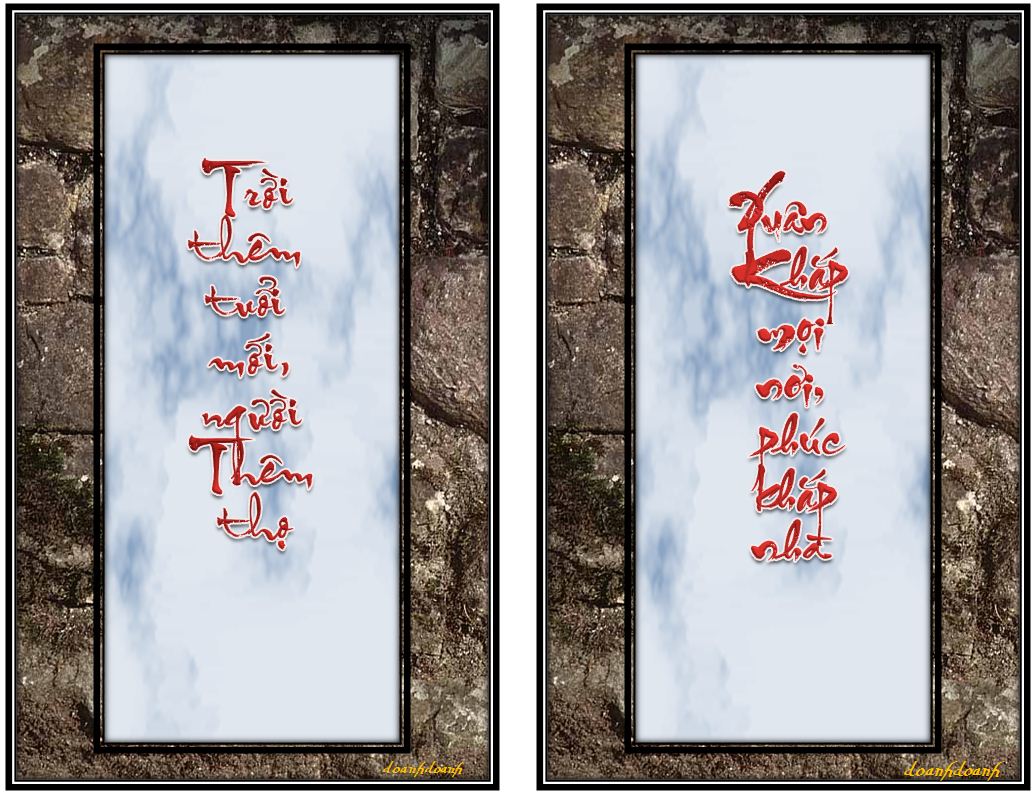 Trời
thêm
tuổi
mới,
người
Thêm
thọ
doanhdoanh
Xuân
Khắp
mọi
nơi,
phúc
khắp
nhà
doanhdoanh